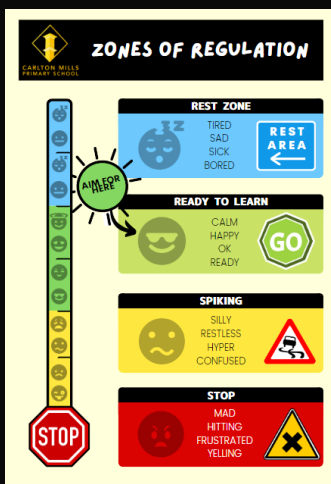 CARLTON MILLS
PRIMARY SCHOOL
ZONES OF REGULATION
REST ZONE
TIRED
SAD
SICK
BORED
REST
AREA
AIM FOR
HERE
READY TO LEARN
CALM
HAPPY
OK
READY
GO
SPIKING
SILLY
RESTLESS
HYPER
CONFUSED
STOP
MAD
HITTING
FRUSTRATED
YELLING
STOP